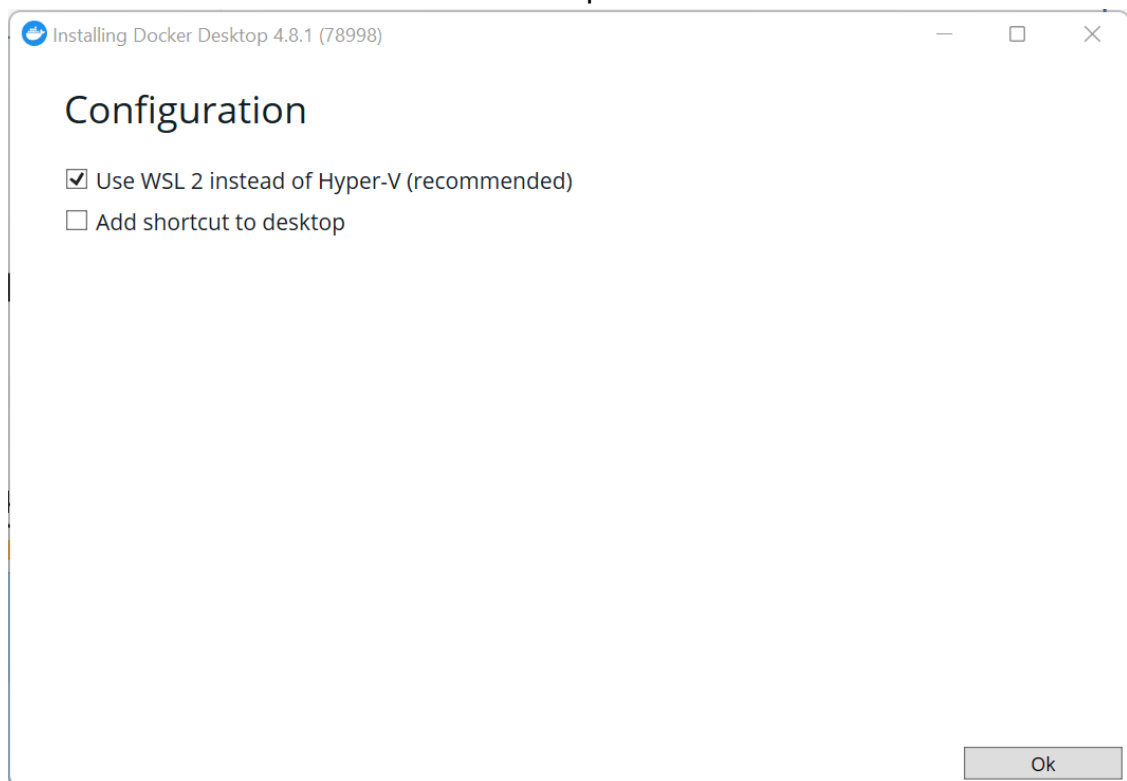 Installing Docker Desktop 4.8.1 (78998)
Configuration
Use WSL 2 instead of Hyper-V (recommended)
Add shortcut to desktop
Ok